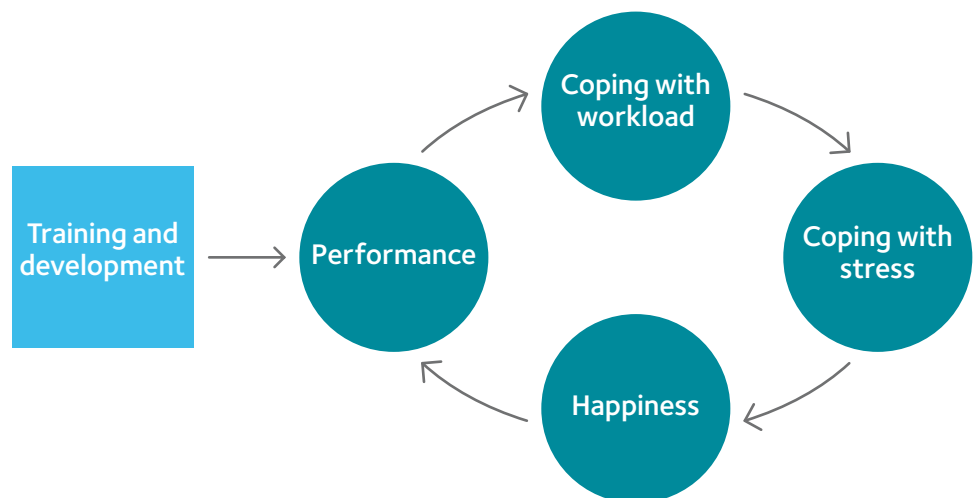 Training and
development
Performance
Coping with
workload
Coping with
stress
Happiness